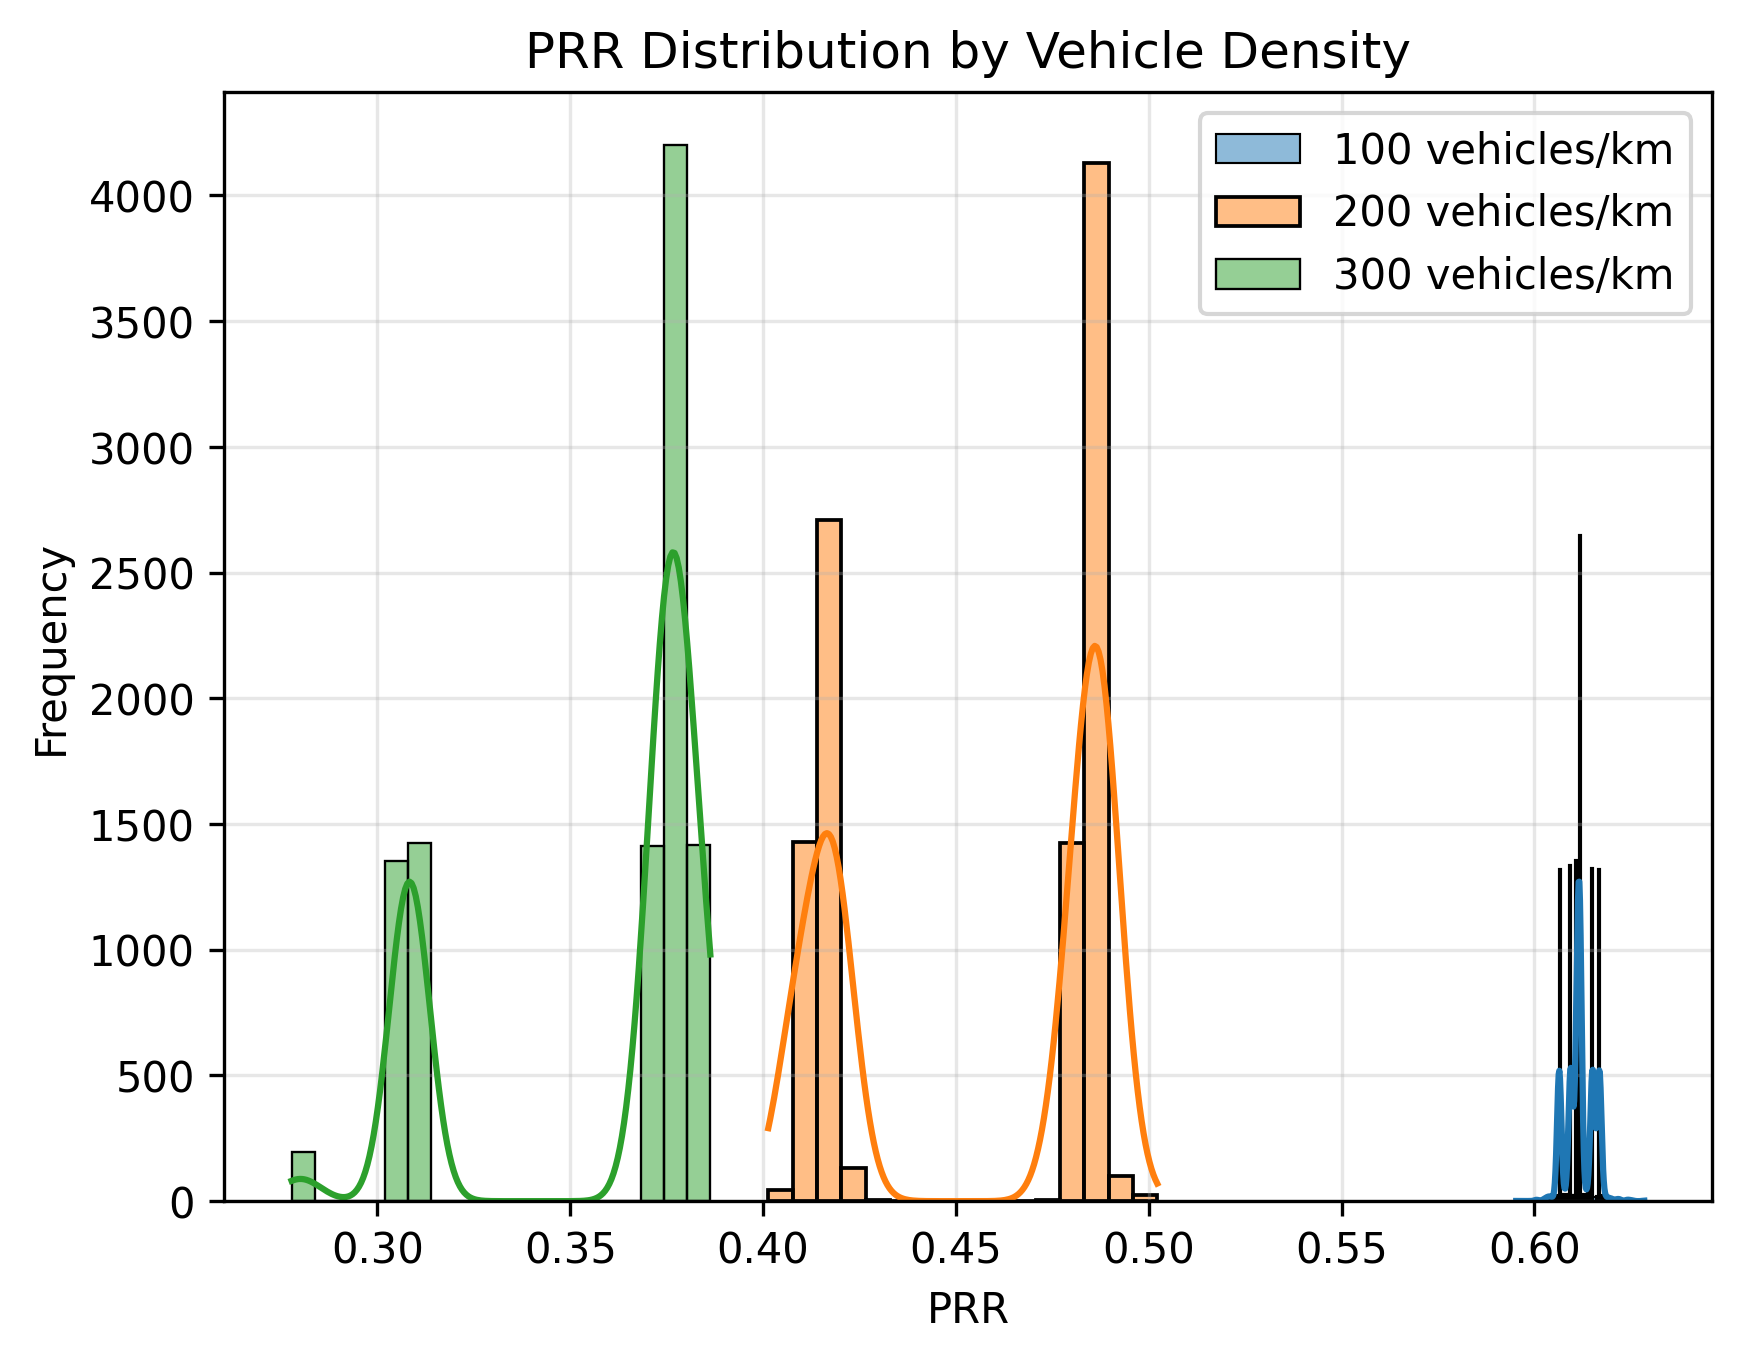 PRR Distribution by Vehicle Density
100 vehicles/km
200 vehicles/km
300 vehicles/km
Frequency
4000
3500
3000
2500
2000
1500
1000
500
0
0.30 0.35 0.40 0.45 0.50 0.55 0.60
PRR